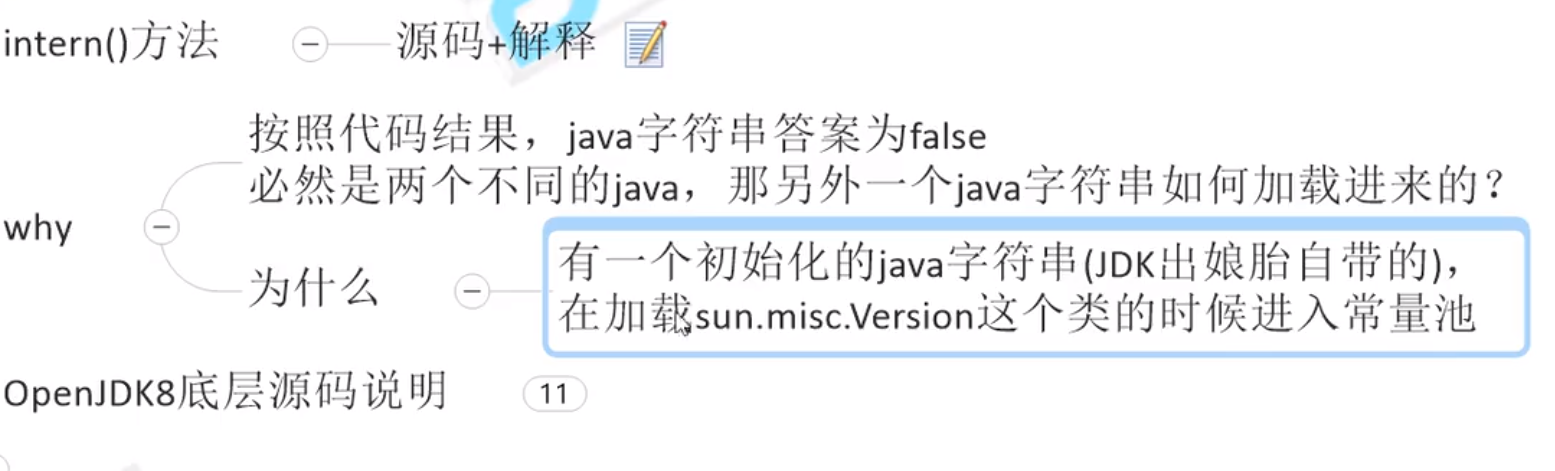 intern()方法
源码+解释
按照代码结果，java字符串答案为false
必然是两个不同的java，那另外一个java字符串如何加载进来的？
why
为什么
有一个初始化的java字符串(JDK出娘胎自带的)，
在加载sun.misc.Version这个类的时候进入常量池
OpenJDK8底层源码说明
11